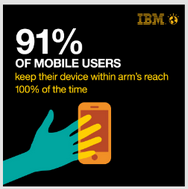 IBM
91%
OF MOBILE USERS
keep their device within arm's reach
100% of the time